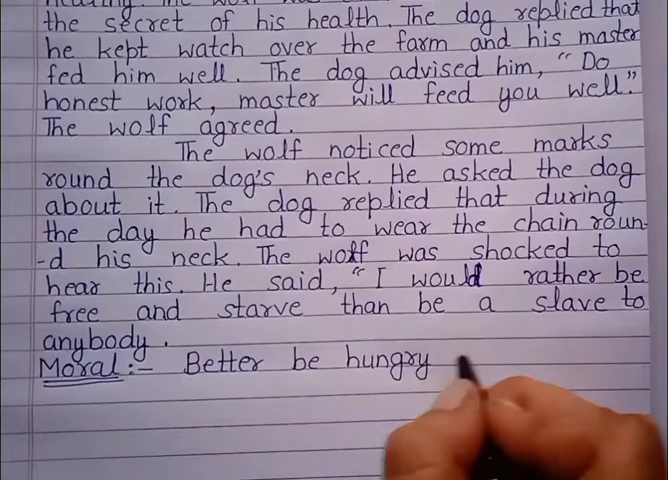 the secret of his health. The dog replied that
he kept watch over the farm and his master
fed him well. The dog advised him, "Do
honest work, master will feed you well."
The wolf agreed.
The wolf noticed some marks
round the dog's neck. He asked the dog
about it. The dog replied that during
the day he had to wear the chain roun-
-d his neck. The wolf was shocked to
hear this. He said, "I would rather be
free and starve than be a slave to
anybody.
Moral:- Better be hungry